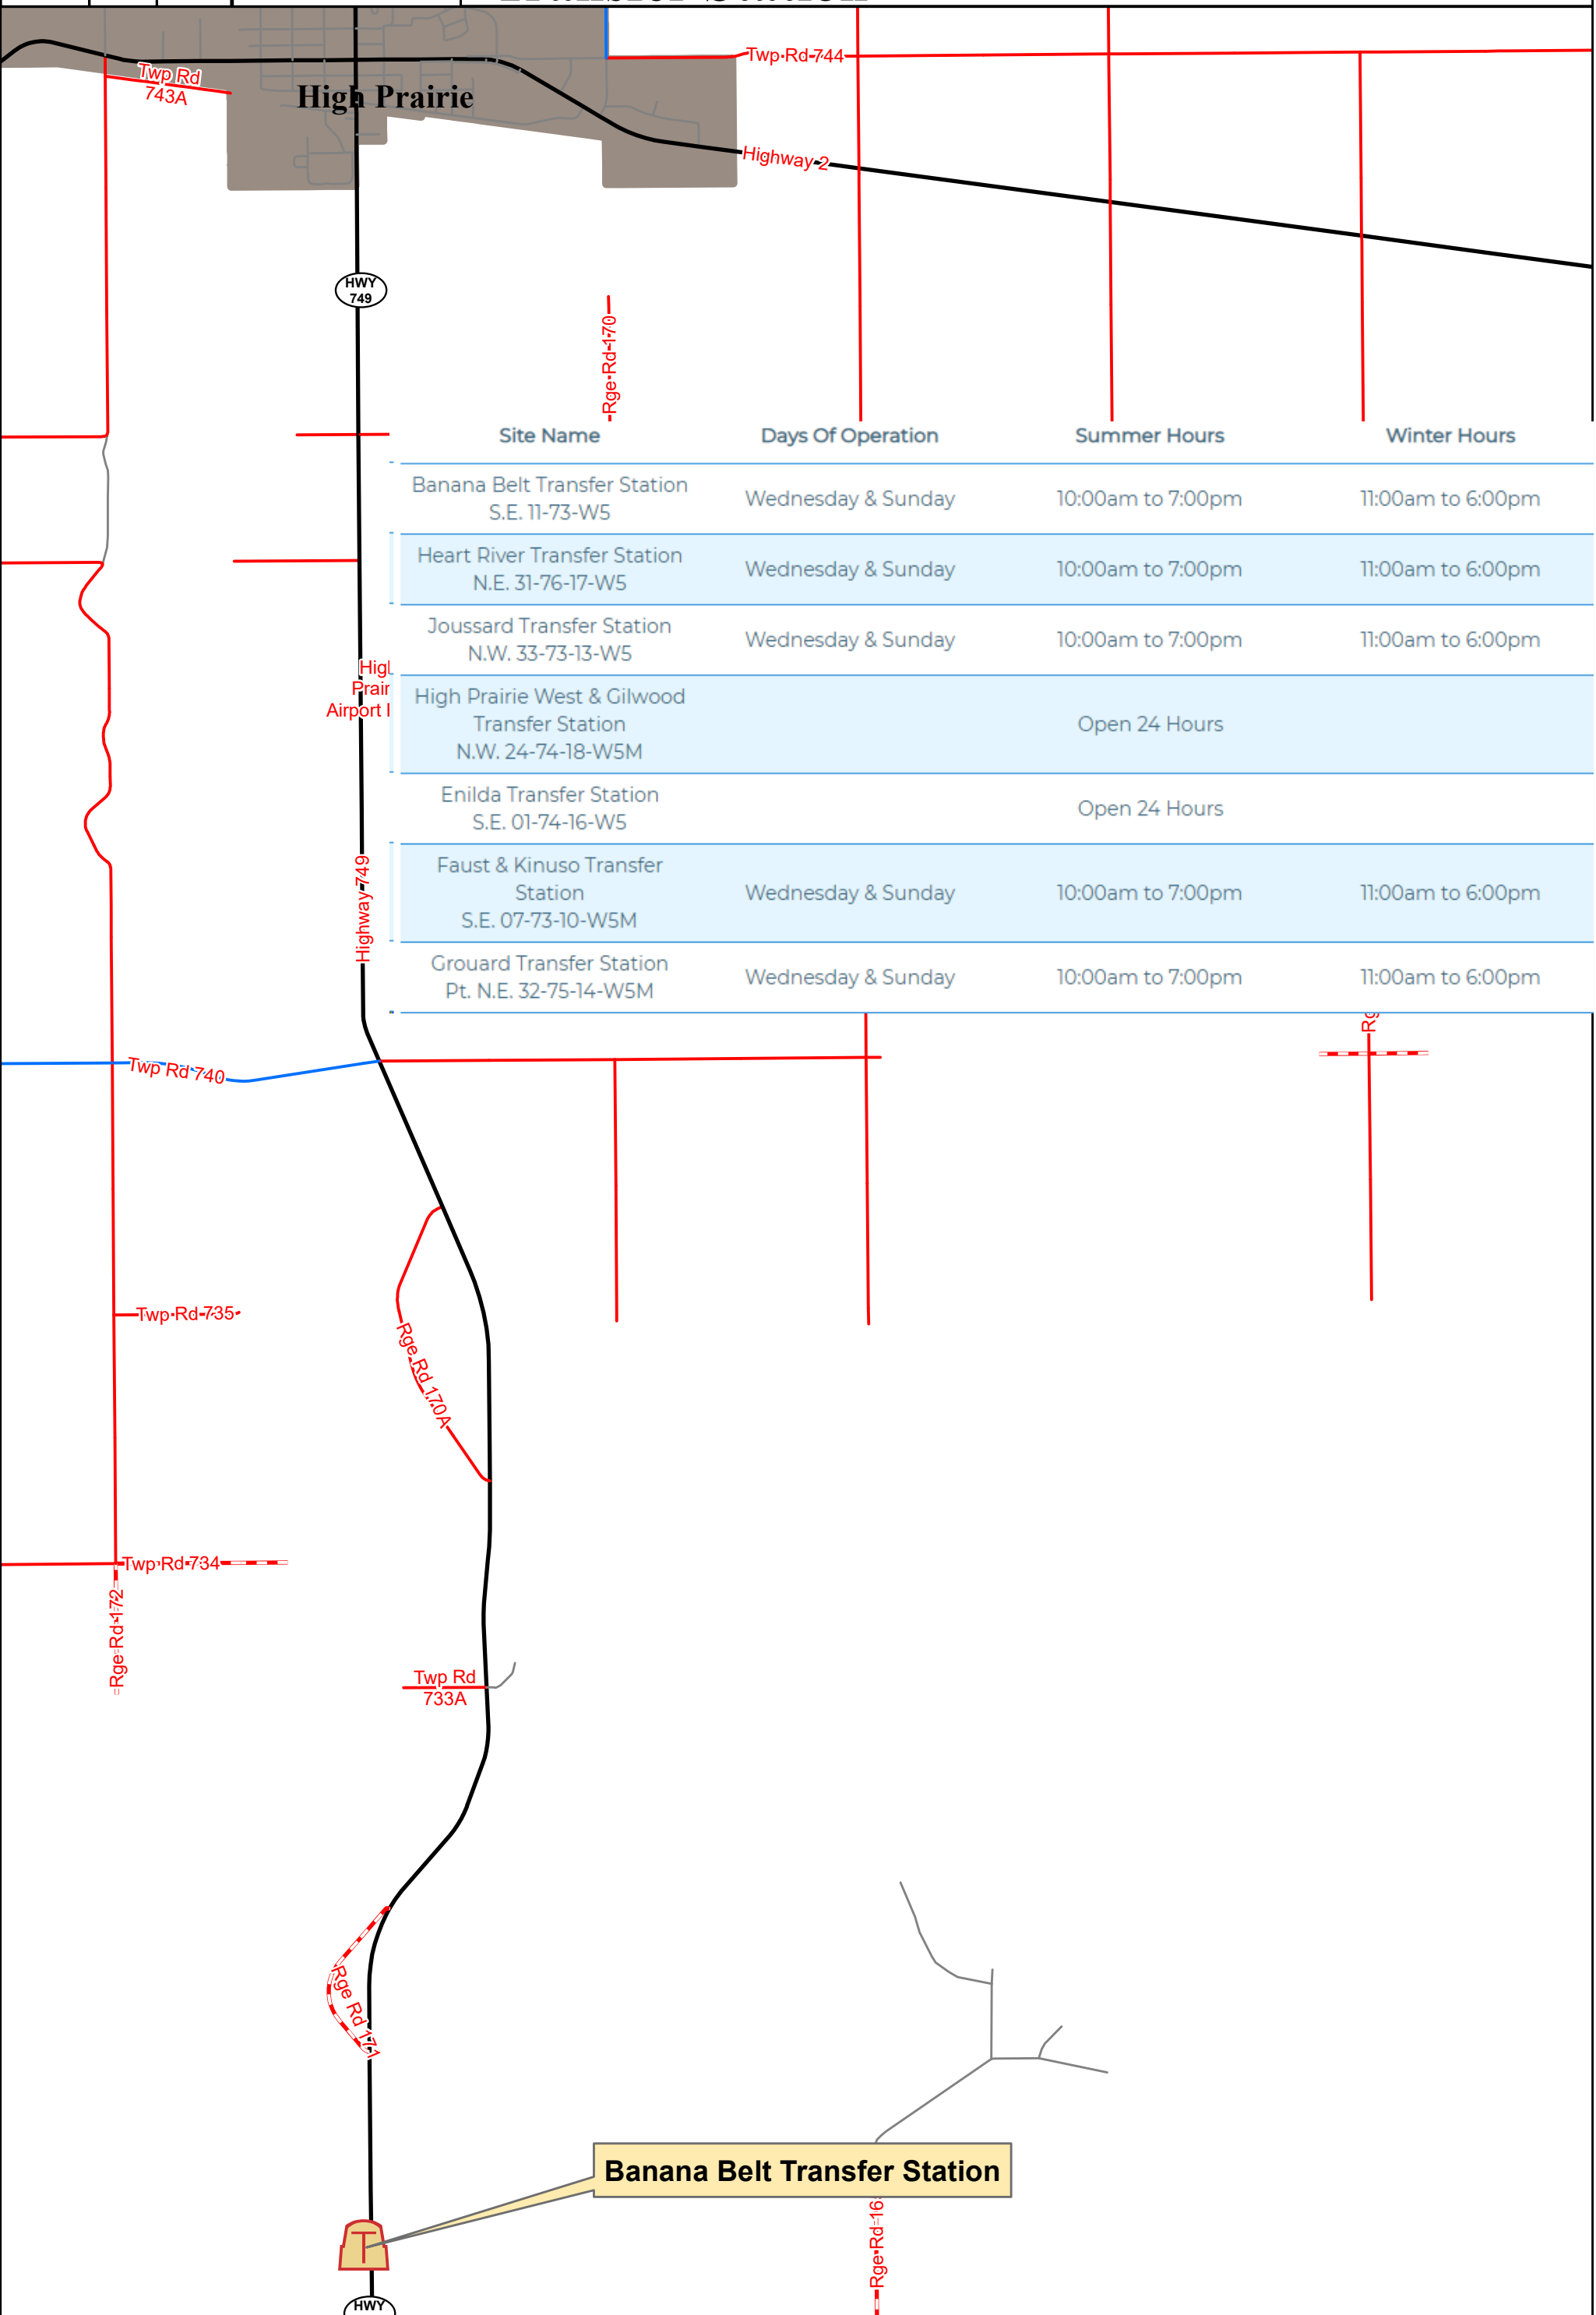 Twp Rd 744
Twp Rd
743A
High Prairie
Highway 2
HWY
749
Rge Rd 170
Site Name Days Of Operation Summer Hours Winter Hours
Banana Belt Transfer Station
S.E. 11-73-W5
Wednesday & Sunday 10:00am to 7:00pm 11:00am to 6:00pm
Heart River Transfer Station
N.E. 31-76-17-W5
Wednesday & Sunday 10:00am to 7:00pm 11:00am to 6:00pm
Joussard Transfer Station
N.W. 33-73-13-W5
Wednesday & Sunday 10:00am to 7:00pm 11:00am to 6:00pm
High Prairie West & Gilwood
Transfer Station
N.W. 24-74-18-W5M
Open 24 Hours
Enilda Transfer Station
S.E. 01-74-16-W5
Open 24 Hours
Faust & Kinuso Transfer
Station
S.E. 07-73-10-W5M
Wednesday & Sunday 10:00am to 7:00pm 11:00am to 6:00pm
Grouard Transfer Station
Pt. N.E. 32-75-14-W5M
Wednesday & Sunday 10:00am to 7:00pm 11:00am to 6:00pm
Airport
Highway 749
Twp Rd 740
Twp Rd 735
Rge Rd 170A
Twp Rd 734
Rge Rd 172
Twp Rd
733A
Rge Rd 171
Banana Belt Transfer Station
Rge Rd 16
T
HWY